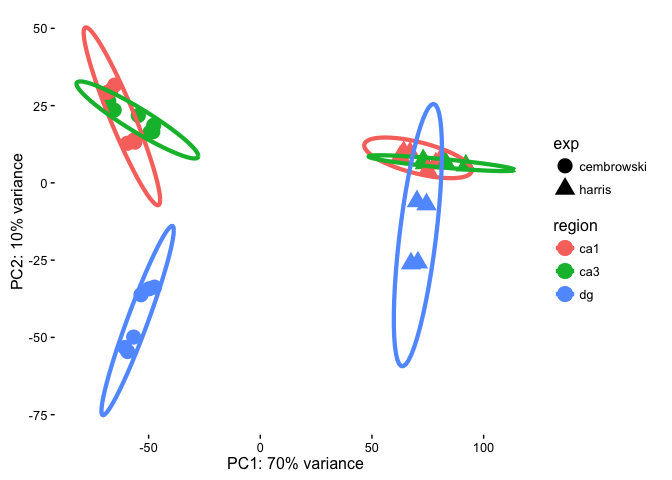 50
25
0
-25
-50
-75
PC2: 10% variance
-50
0
50
100
PC1: 70% variance
exp
cembrowski
harris
region
ca1
ca3
dg